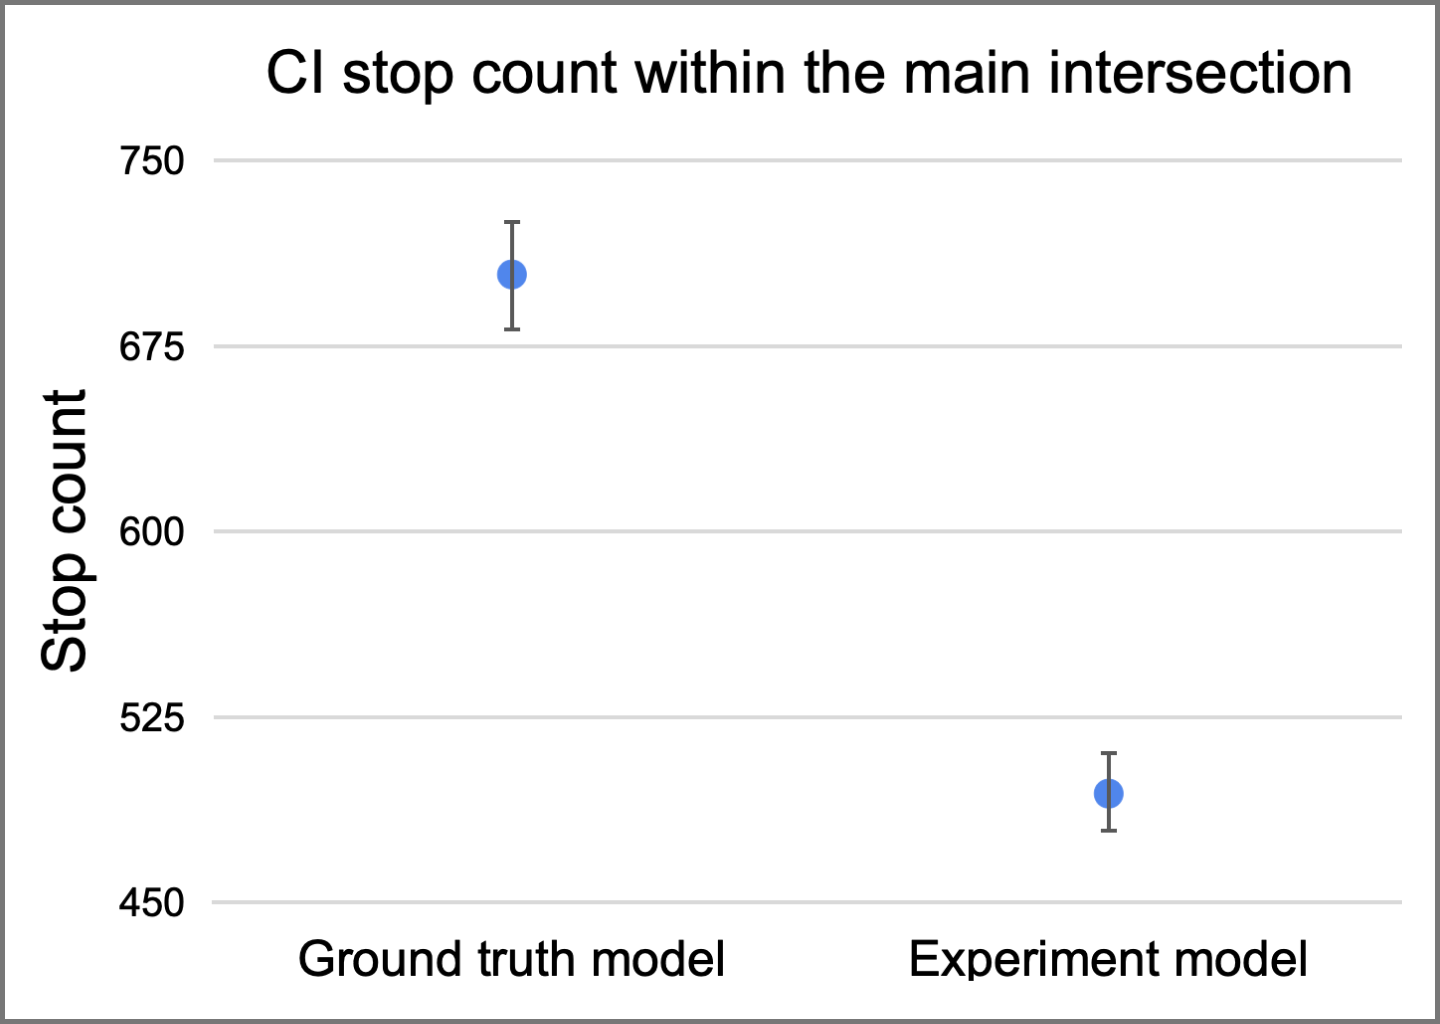 CI stop count within the main intersection
750
675
600
525
450
Stop count
Ground truth model
Experiment model